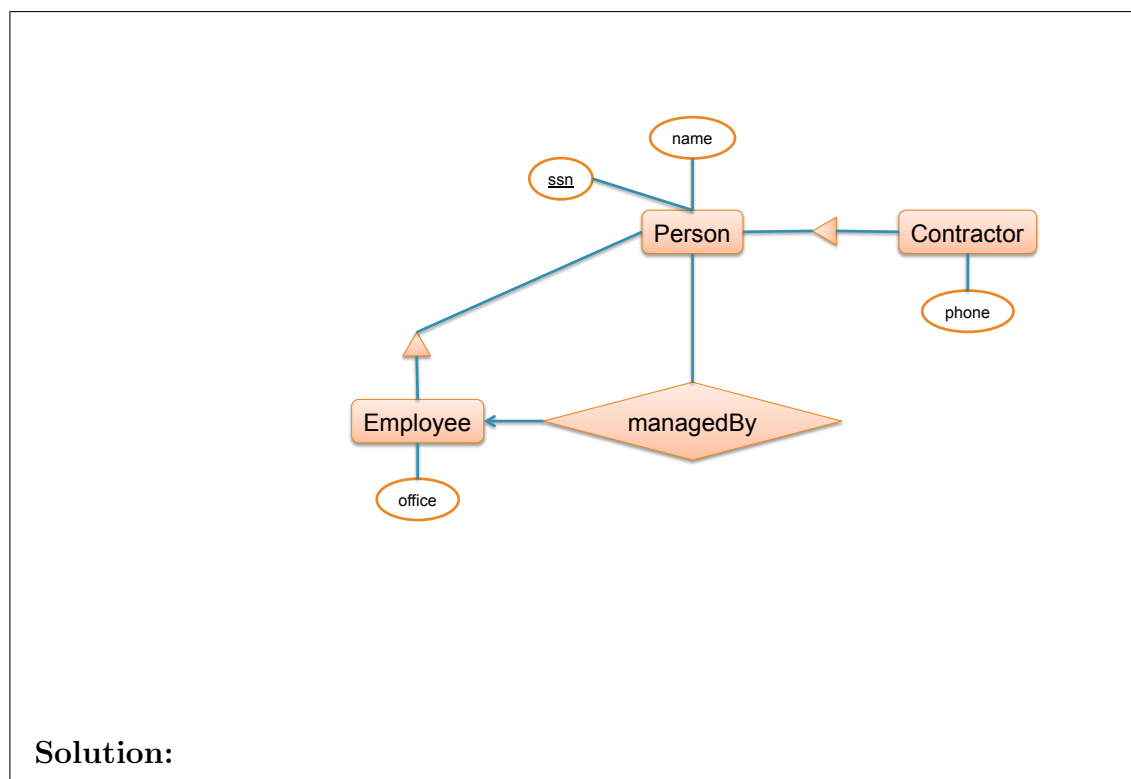 name
ssn
Person
Contractor
phone
Employee
managedBy
office
Solution: